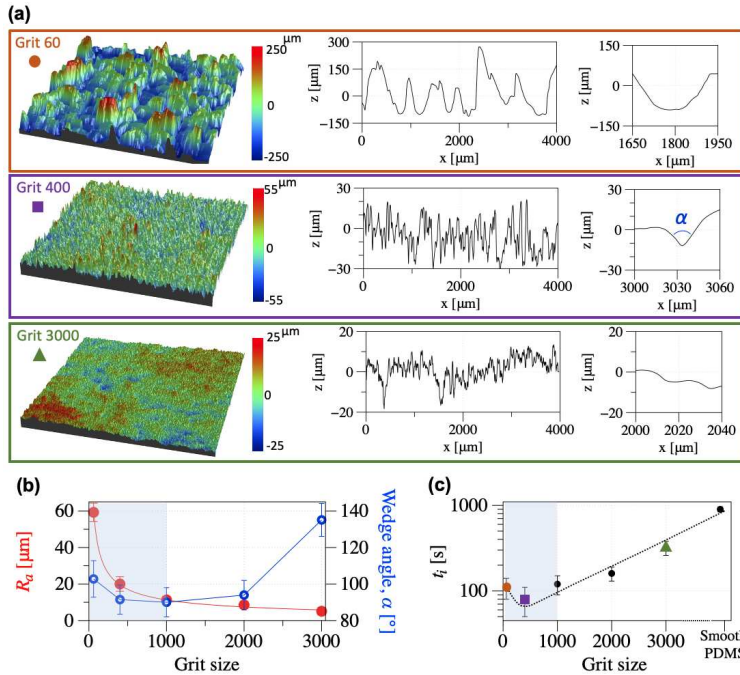 (a)
Grit 60
μm
250
0
-250
300
150
0
−150
z [μm]
0
2000
4000
x [μm]
150
0
−150
z [μm]
1650
1800
1950
x [μm]
Grit 400
μm
55
0
-55
30
0
−30
z [μm]
0
2000
4000
x [μm]
30
0
−30
z [μm]
α
3000
3030
3060
x [μm]
Grit 3000
μm
25
0
-25
20
0
−20
z [μm]
0
2000
4000
x [μm]
20
0
−20
z [μm]
2000
2020
2040
x [μm]
(b)
60
40
20
0
Ra [μm]
140
120
100
80
Wedge angle, α [°]
0
1000
2000
3000
Grit size
(c)
1000
100
ti [s]
0
1000
2000
3000
Smooth
PDMS
Grit size